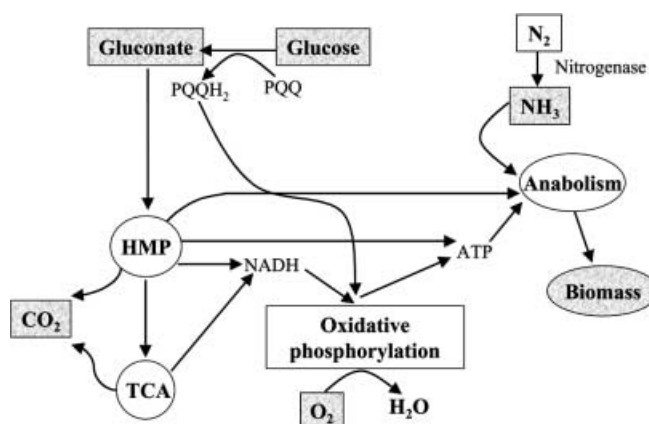 Gluconate
Glucose
N₂
Nitrogenase
PQQH₂
PQQ
NH₃
Anabolism
HMP
NADH
ATP
Biomass
CO₂
Oxidative
phosphorylation
TCA
O₂
H₂O